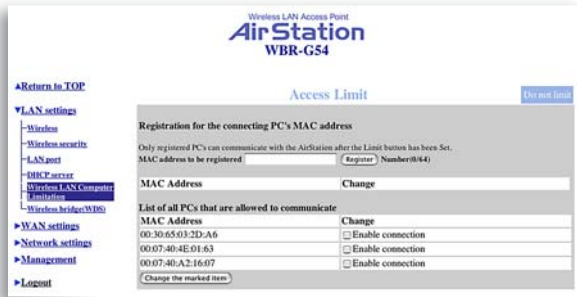 Wireless LAN Access Point
AirStation
WBR-G54
Return to TOP
LAN settings
Wireless
Wireless security
LAN port
DHCP server
Wireless LAN Computer
Limitation
Wireless bridge(WDS)
WAN settings
Network settings
Management
Logout
Access Limit
Do not limit
Registration for the connecting PC's MAC address
Only registered PC's can communicate with the AirStation after the Limit button has been Set.
MAC address to be registered Register Number(0/64)
MAC Address Change
List of all PCs that are allowed to communicate
MAC Address Change
00:30:65:03:2D:A6 Enable connection
00:07:40:4E:01:63 Enable connection
00:07:40:A2:16:07 Enable connection
Change the marked item